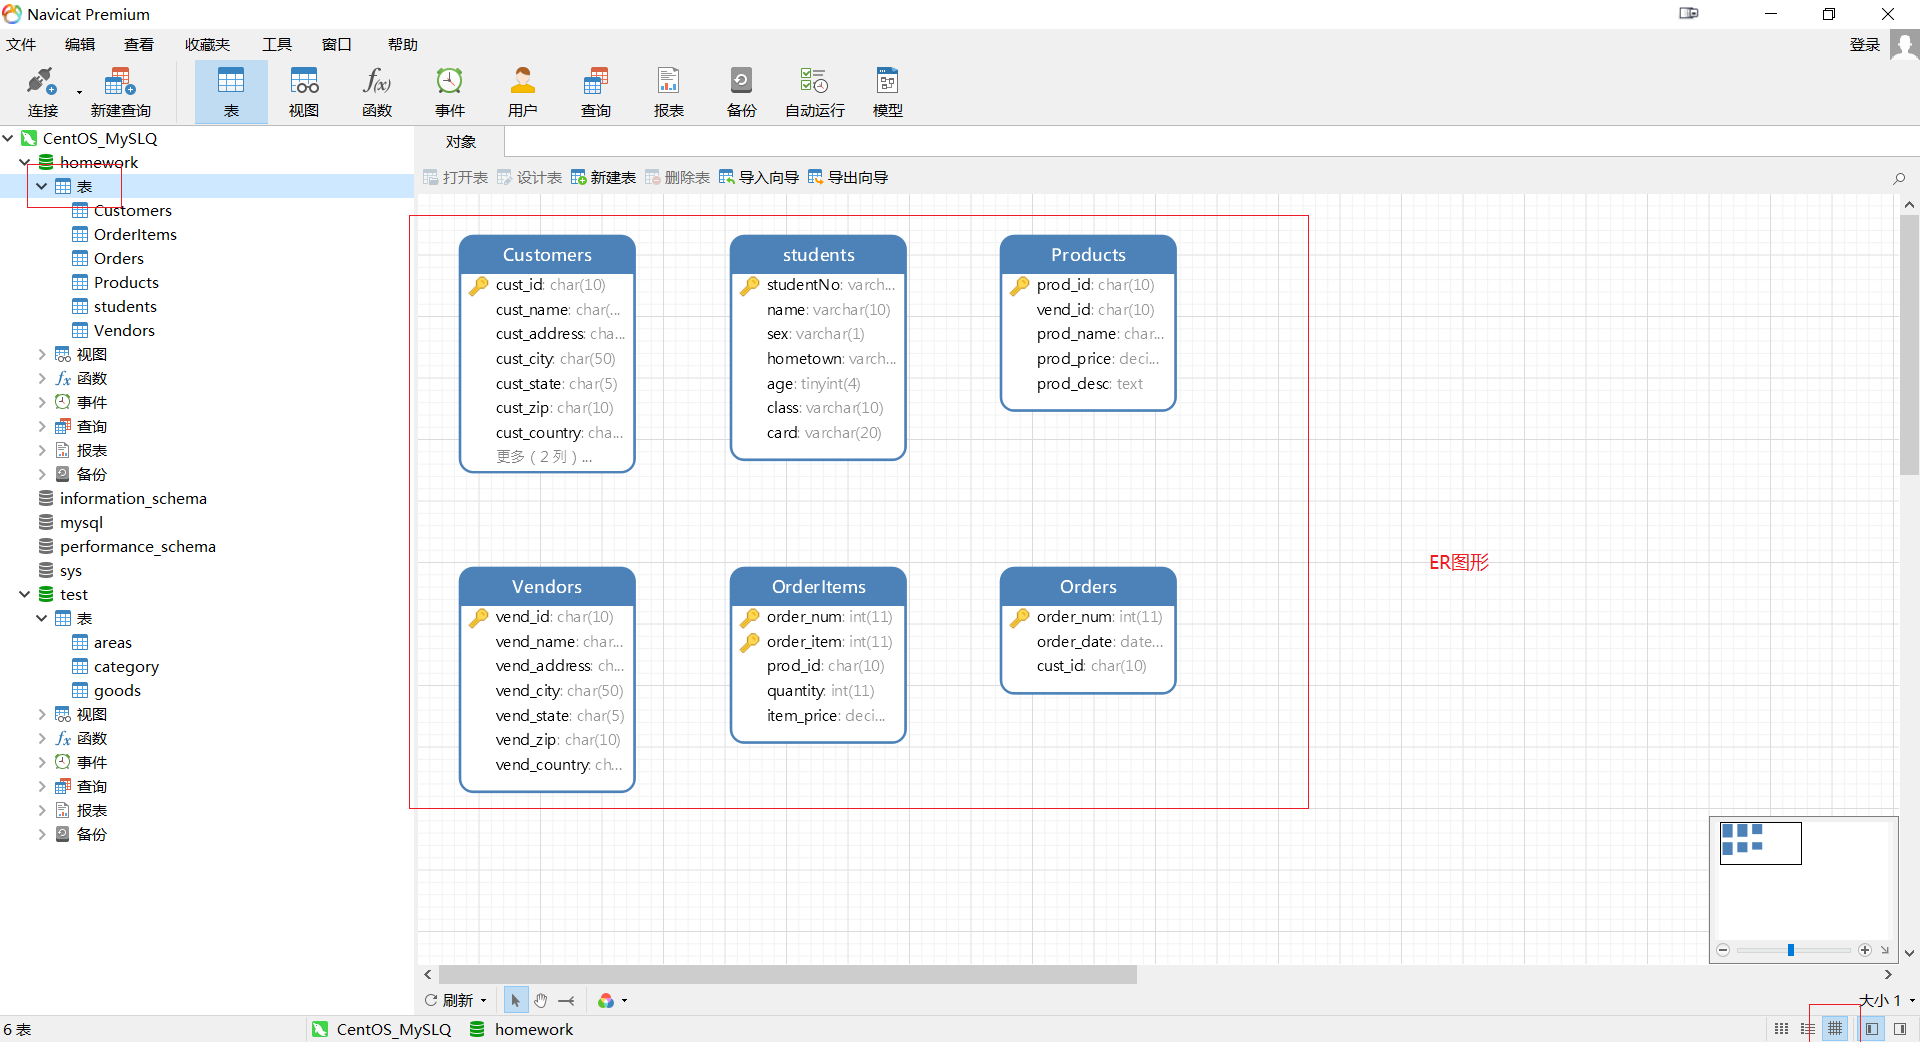 Navicat Premium
文件 编辑 查看 收藏夹 工具 窗口 帮助 登录
连接 新建查询 表 视图 函数 事件 用户 查询 报表 备份 自动运行 模型
CentOS_MySLQ
homework
表
Customers
OrderItems
Orders
Products
students
Vendors
视图
函数
事件
查询
报表
备份
information_schema
mysql
performance_schema
sys
test
表
areas
category
goods
视图
函数
事件
查询
报表
备份
对象
打开表 设计表 新建表 删除表 导入向导 导出向导
Customers
cust_id: char(10)
cust_name: char(...
cust_address: cha...
cust_city: char(50)
cust_state: char(5)
cust_zip: char(10)
cust_country: cha...
更多（2 列）...
students
studentNo: varch...
name: varchar(10)
sex: varchar(1)
hometown: varch...
age: tinyint(4)
class: varchar(10)
card: varchar(20)
Products
prod_id: char(10)
vend_id: char(10)
prod_name: char...
prod_price: deci...
prod_desc: text
Vendors
vend_id: char(10)
vend_name: char...
vend_address: ch...
vend_city: char(50)
vend_state: char(5)
vend_zip: char(10)
vend_country: ch...
OrderItems
order_num: int(11)
order_item: int(11)
prod_id: char(10)
quantity: int(11)
item_price: deci...
Orders
order_num: int(11)
order_date: date...
cust_id: char(10)
ER图形
刷新 大小 1
6 表 CentOS_MySLQ homework